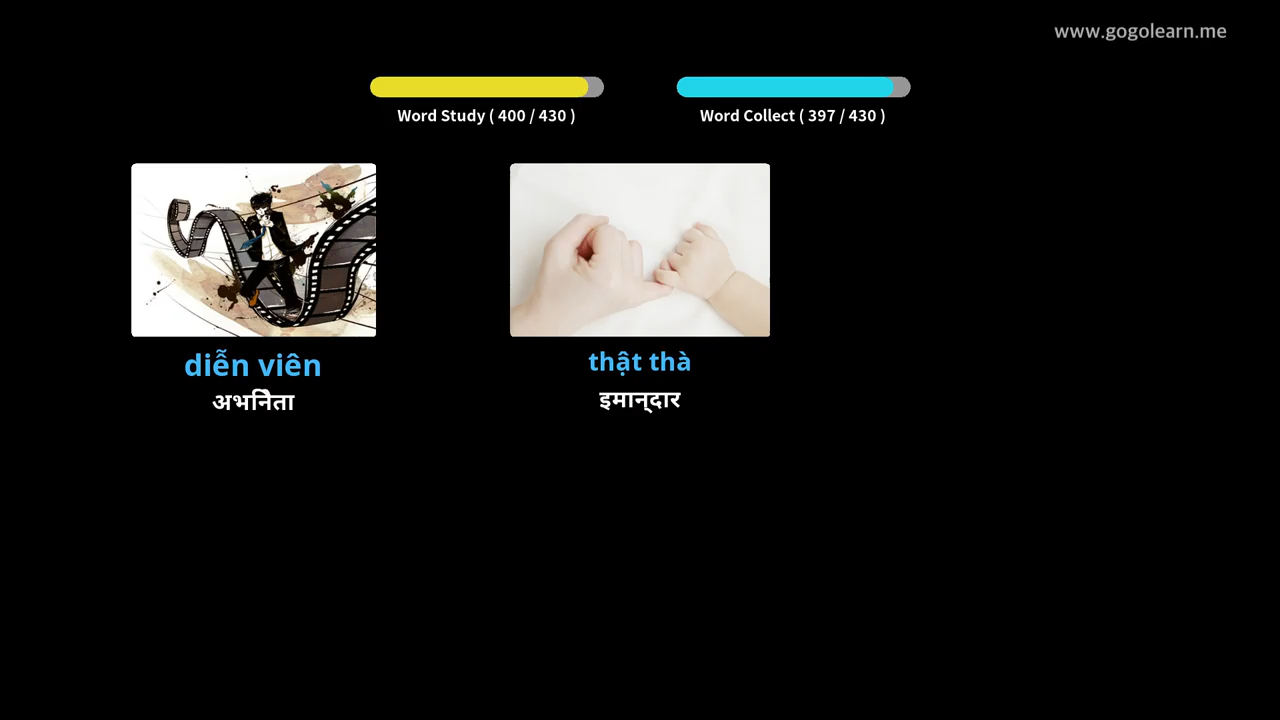 www.gogolearn.me
Word Study ( 400 / 430 )
Word Collect ( 397 / 430 )
diễn viên
अभिनेता
thật thà
इमान्दार